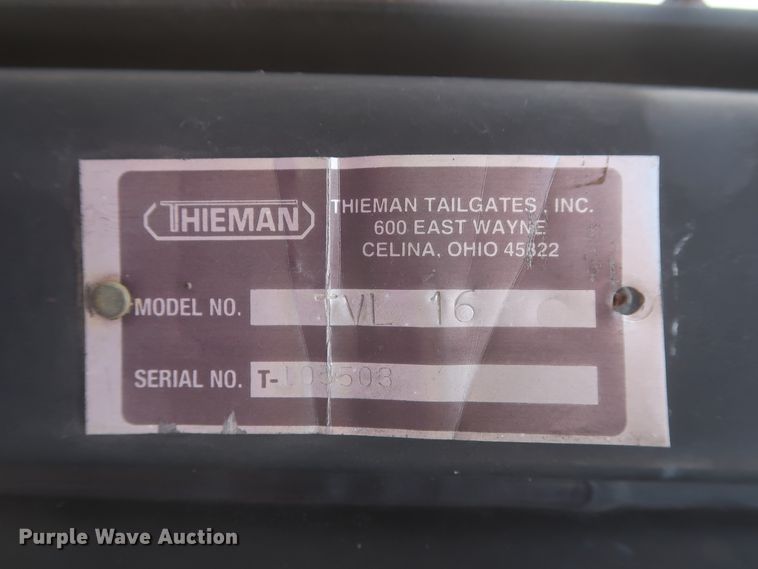 THIEMAN
THIEMAN TAILGATES, INC.
600 EAST WAYNE
CELINA, OHIO 45822
MODEL NO. TVL 16
SERIAL NO. T-103508
Purple Wave Auction